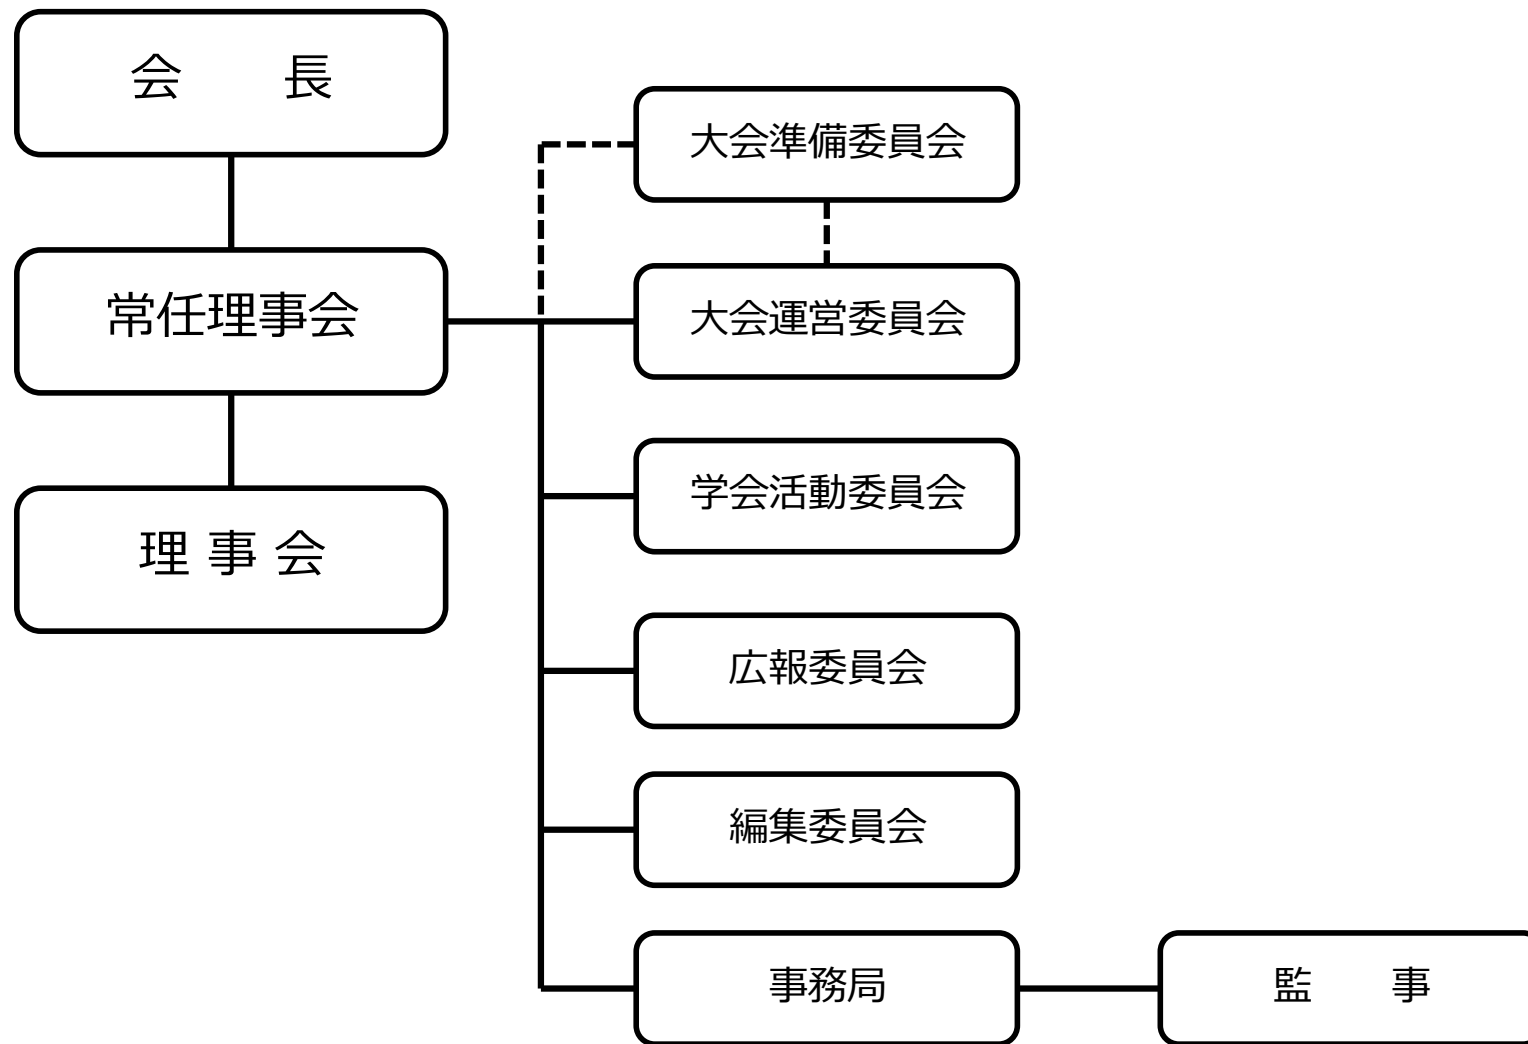 会　　長
大会準備委員会
常任理事会
大会運営委員会
学会活動委員会
理 事 会
広報委員会
編集委員会
事務局
監　　事